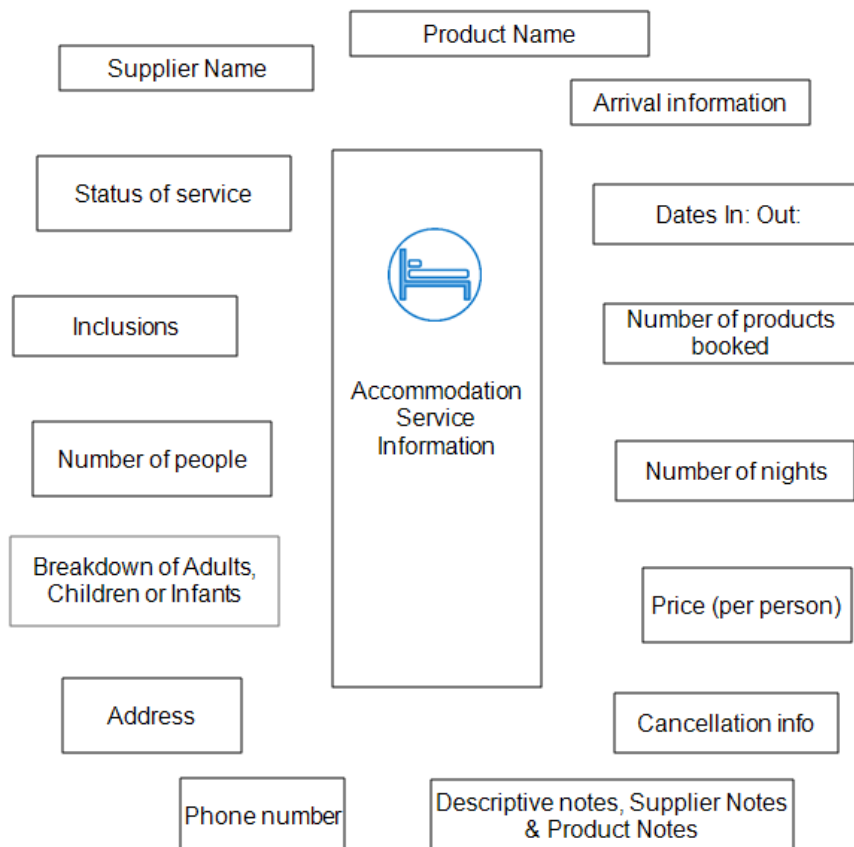 Product Name
Supplier Name
Arrival information
Status of service
Dates In: Out:
Inclusions
Number of products
booked
Accommodation
Service
Information
Number of people
Number of nights
Breakdown of Adults,
Children or Infants
Price (per person)
Address
Cancellation info
Phone number
Descriptive notes, Supplier Notes
& Product Notes